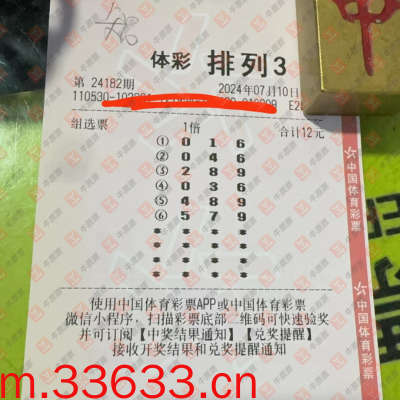 体彩 排列3
第 24182期 2024年07月10日
110530-10
组选票 1倍 合计12元
① 0 1 6
② 0 4 6
③ 2 8 9
④ 0 3 6
⑤ 4 8 9
⑥ 5 7 9
* * *
* * *
* * *
* * *
使用中国体育彩票APP或中国体育彩票
微信小程序，扫描彩票底部二维码可快速验奖
并可订阅【中奖结果通知】【兑奖提醒】
接收开奖结果和兑奖提醒通知
中国体育彩票
中国体育彩票
m.33633.cn